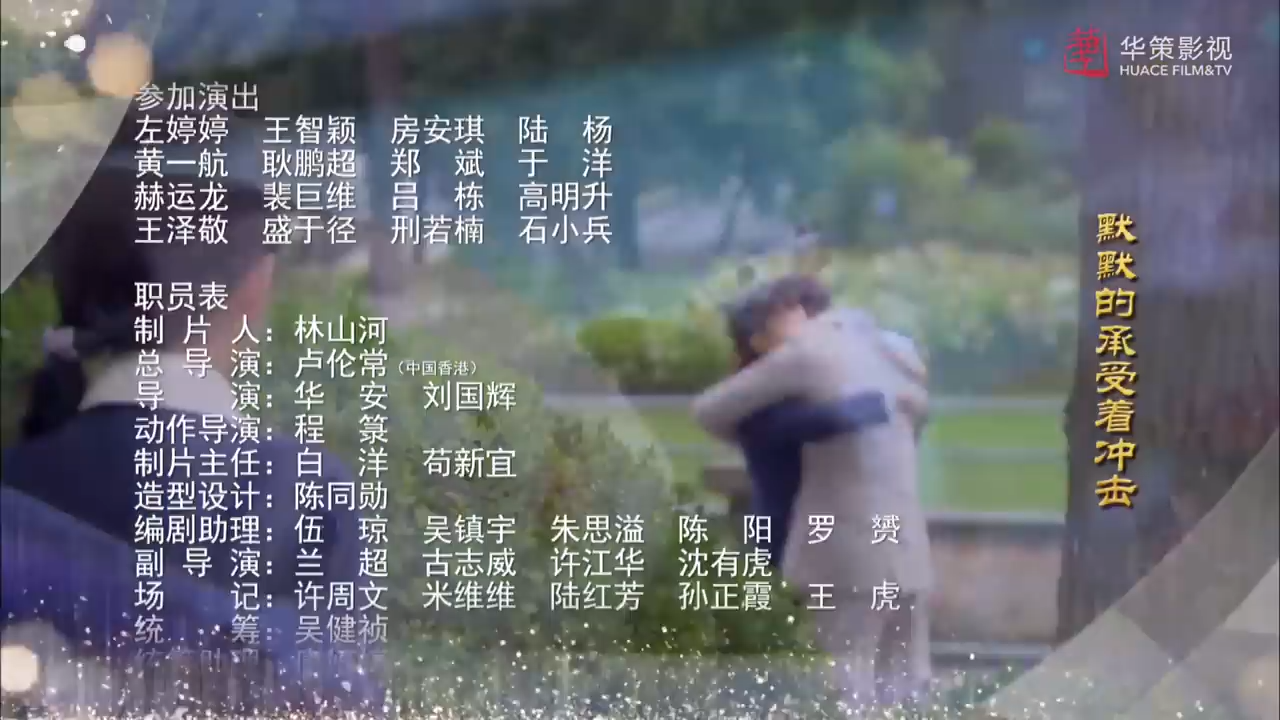 参加演出
左婷婷 王智颖 房安琪 陆 杨
黄一航 耿鹏超 郑 斌 于 洋
赫运龙 裴巨维 吕 栋 高明升
王泽敬 盛于径 刑若楠 石小兵
职员表
制 片 人：林山河
总 导 演：卢伦常（中国香港）
导 演：华 安 刘国辉
动作导演：程 箓
制片主任：白 洋 苟新宜
造型设计：陈同勋
编剧助理：伍 琼 吴镇宇 朱思溢 陈 阳 罗 赟
副 导 演：兰 超 古志威 许江华 沈有虎
场 记：许周文 米维维 陆红芳 孙正霞 王 虎
统 筹：吴健祯
华策影视
HUACE FILM&TV
默默的承受着冲击